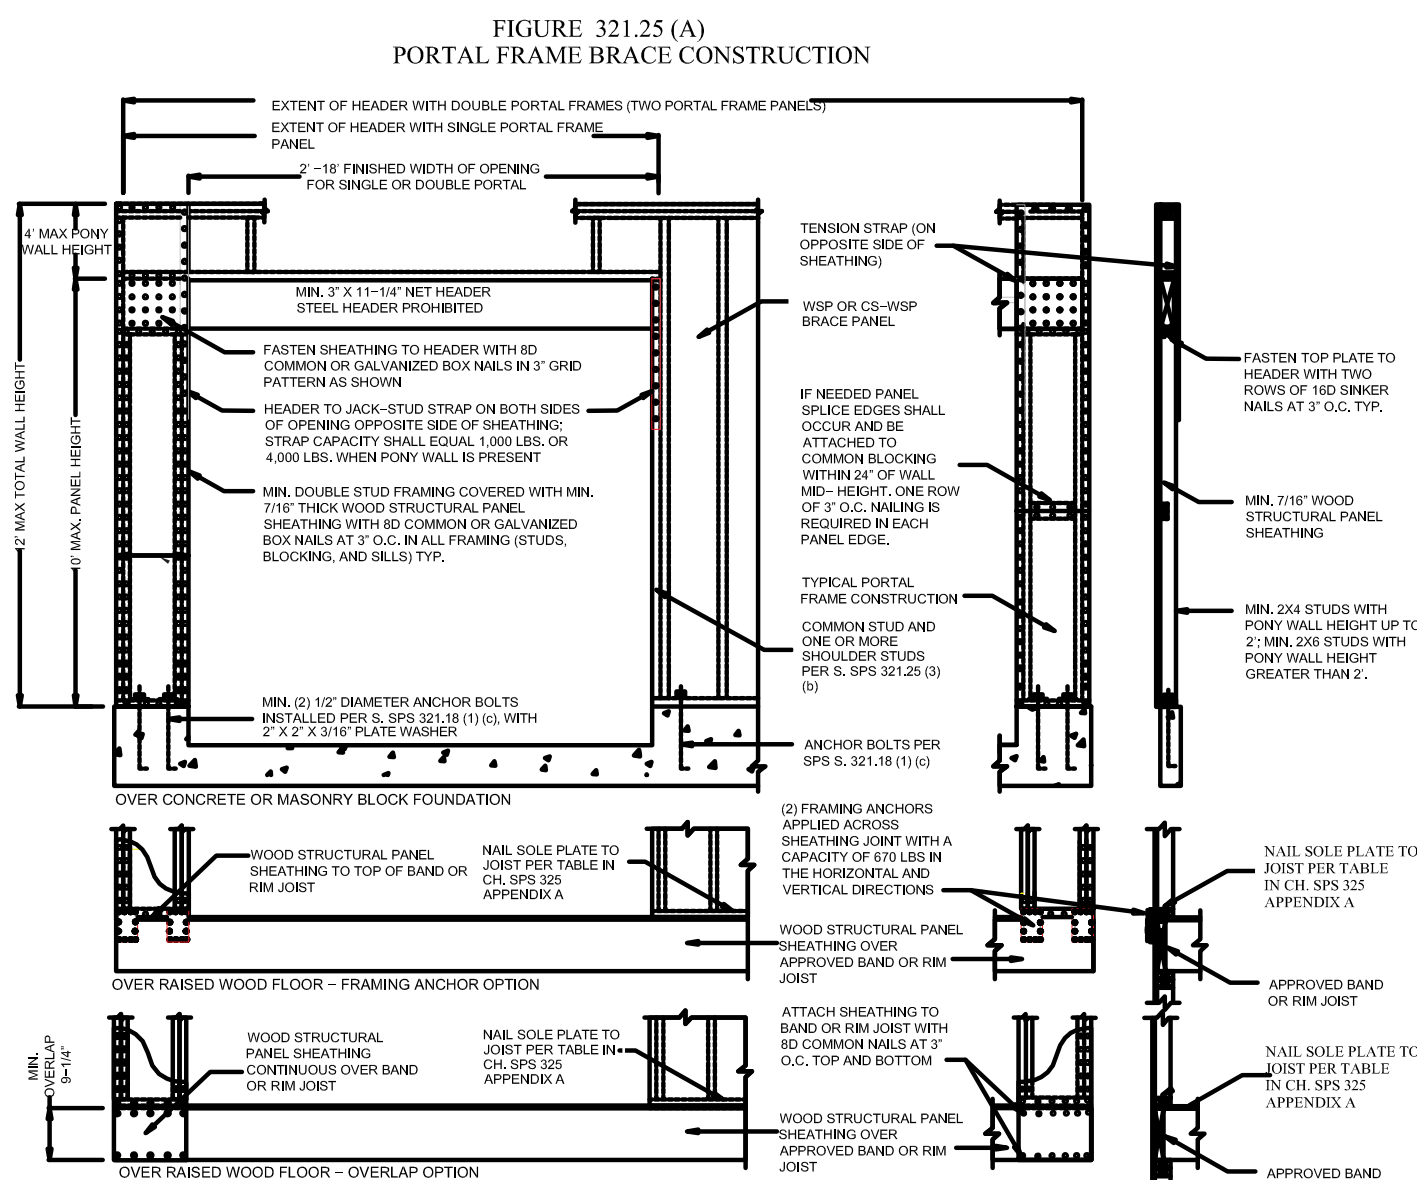 FIGURE 321.25 (A)
PORTAL FRAME BRACE CONSTRUCTION
EXTENT OF HEADER WITH DOUBLE PORTAL FRAMES (TWO PORTAL FRAME PANELS)
EXTENT OF HEADER WITH SINGLE PORTAL FRAME
PANEL
2' –18' FINISHED WIDTH OF OPENING
FOR SINGLE OR DOUBLE PORTAL
4' MAX PONY
WALL HEIGHT
12' MAX TOTAL WALL HEIGHT
10' MAX. PANEL HEIGHT
MIN. 3" X 11–1/4" NET HEADER
STEEL HEADER PROHIBITED
FASTEN SHEATHING TO HEADER WITH 8D
COMMON OR GALVANIZED BOX NAILS IN 3" GRID
PATTERN AS SHOWN
HEADER TO JACK–STUD STRAP ON BOTH SIDES
OF OPENING OPPOSITE SIDE OF SHEATHING;
STRAP CAPACITY SHALL EQUAL 1,000 LBS. OR
4,000 LBS. WHEN PONY WALL IS PRESENT
MIN. DOUBLE STUD FRAMING COVERED WITH MIN.
7/16" THICK WOOD STRUCTURAL PANEL
SHEATHING WITH 8D COMMON OR GALVANIZED
BOX NAILS AT 3" O.C. IN ALL FRAMING (STUDS,
BLOCKING, AND SILLS) TYP.
MIN. (2) 1/2" DIAMETER ANCHOR BOLTS
INSTALLED PER S. SPS 321.18 (1) (c), WITH
2" X 2" X 3/16" PLATE WASHER
TENSION STRAP (ON
OPPOSITE SIDE OF
SHEATHING)
WSP OR CS–WSP
BRACE PANEL
IF NEEDED PANEL
SPLICE EDGES SHALL
OCCUR AND BE
ATTACHED TO
COMMON BLOCKING
WITHIN 24" OF WALL
MID– HEIGHT. ONE ROW
OF 3" O.C. NAILING IS
REQUIRED IN EACH
PANEL EDGE.
TYPICAL PORTAL
FRAME CONSTRUCTION
COMMON STUD AND
ONE OR MORE
SHOULDER STUDS
PER S. SPS 321.25 (3)
(b)
ANCHOR BOLTS PER
SPS S. 321.18 (1) (c)
FASTEN TOP PLATE TO
HEADER WITH TWO
ROWS OF 16D SINKER
NAILS AT 3" O.C. TYP.
MIN. 7/16" WOOD
STRUCTURAL PANEL
SHEATHING
MIN. 2X4 STUDS WITH
PONY WALL HEIGHT UP TO
2'; MIN. 2X6 STUDS WITH
PONY WALL HEIGHT
GREATER THAN 2'.
OVER CONCRETE OR MASONRY BLOCK FOUNDATION
WOOD STRUCTURAL PANEL
SHEATHING TO TOP OF BAND OR
RIM JOIST
NAIL SOLE PLATE TO
JOIST PER TABLE IN
CH. SPS 325
APPENDIX A
(2) FRAMING ANCHORS
APPLIED ACROSS
SHEATHING JOINT WITH A
CAPACITY OF 670 LBS IN
THE HORIZONTAL AND
VERTICAL DIRECTIONS
WOOD STRUCTURAL PANEL
SHEATHING OVER
APPROVED BAND OR RIM
JOIST
NAIL SOLE PLATE TO
JOIST PER TABLE
IN CH. SPS 325
APPENDIX A
APPROVED BAND
OR RIM JOIST
OVER RAISED WOOD FLOOR – FRAMING ANCHOR OPTION
MIN.
OVERLAP
9–1/4"
WOOD STRUCTURAL
PANEL SHEATHING
CONTINUOUS OVER BAND
OR RIM JOIST
NAIL SOLE PLATE TO
JOIST PER TABLE IN
CH. SPS 325
APPENDIX A
ATTACH SHEATHING TO
BAND OR RIM JOIST WITH
8D COMMON NAILS AT 3"
O.C. TOP AND BOTTOM
WOOD STRUCTURAL PANEL
SHEATHING OVER
APPROVED BAND OR RIM
JOIST
NAIL SOLE PLATE TO
JOIST PER TABLE
IN CH. SPS 325
APPENDIX A
APPROVED BAND
OVER RAISED WOOD FLOOR – OVERLAP OPTION